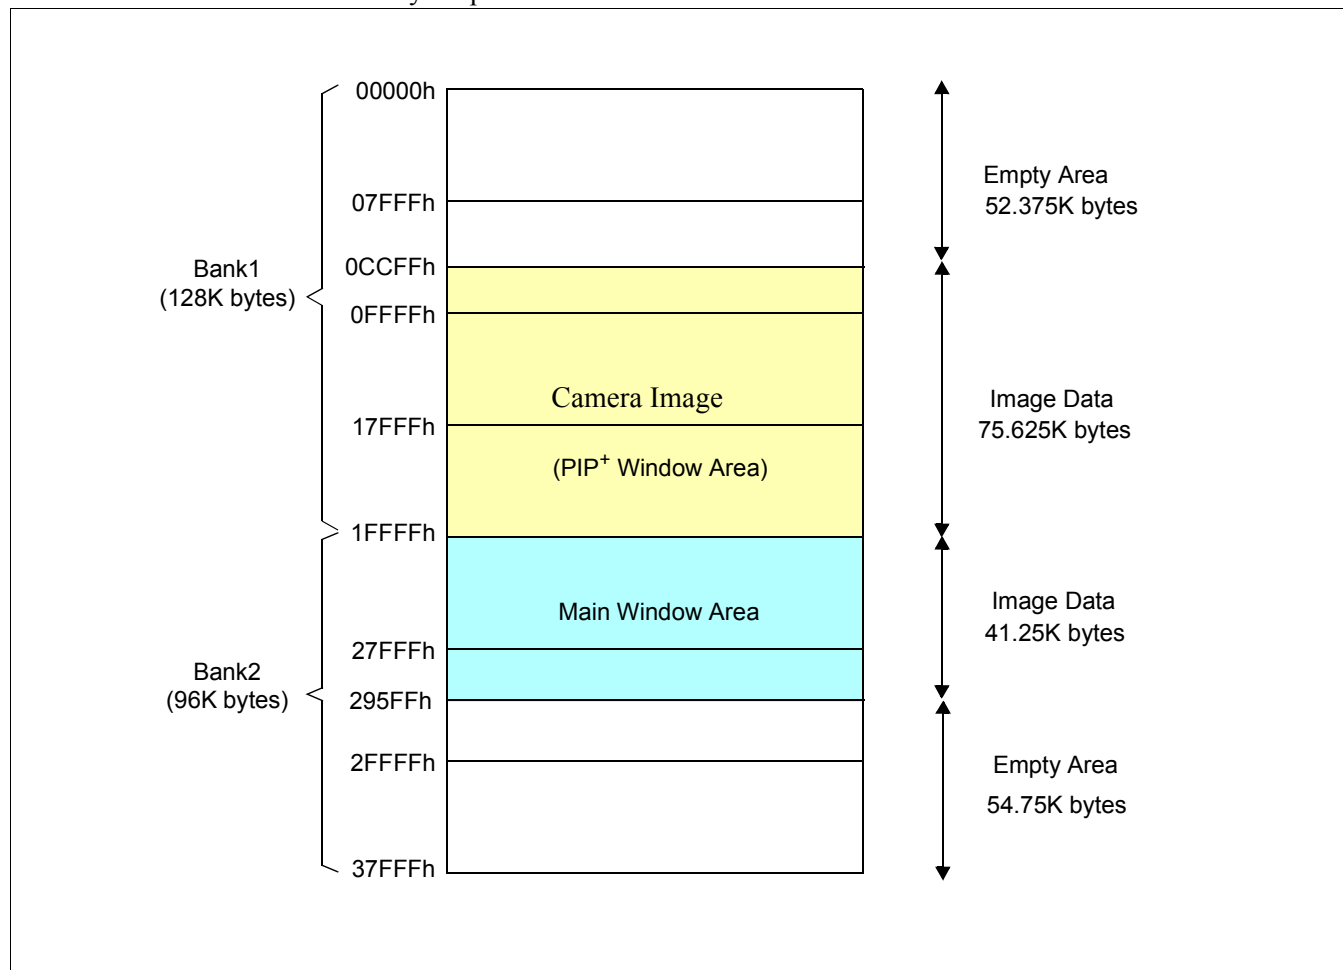 00000h
07FFFh
0CCFFh
0FFFFh
17FFFh
1FFFFh
27FFFh
295FFh
2FFFFh
37FFFh
Bank1
(128K bytes)
Bank2
(96K bytes)
Camera Image
(PIP+ Window Area)
Main Window Area
Empty Area
52.375K bytes
Image Data
75.625K bytes
Image Data
41.25K bytes
Empty Area
54.75K bytes